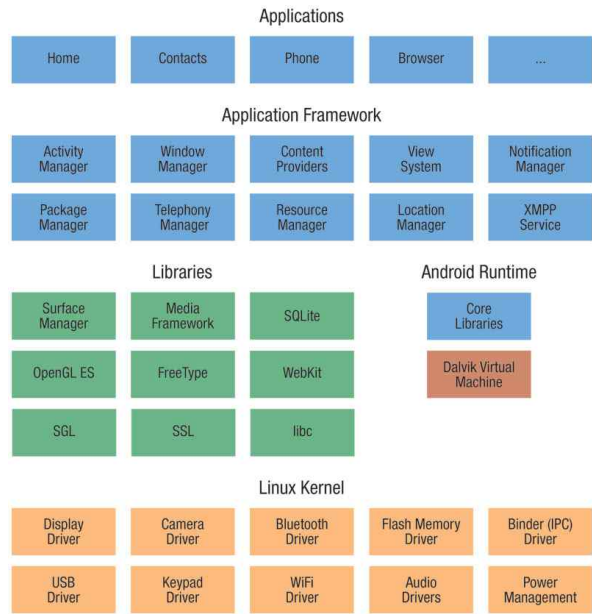 Applications
Home
Contacts
Phone
Browser
...
Application Framework
Activity
Manager
Window
Manager
Content
Providers
View
System
Notification
Manager
Package
Manager
Telephony
Manager
Resource
Manager
Location
Manager
XMPP
Service
Libraries
Android Runtime
Surface
Manager
Media
Framework
SQLite
Core
Libraries
OpenGL ES
FreeType
WebKit
Dalvik Virtual
Machine
SGL
SSL
libc
Linux Kernel
Display
Driver
Camera
Driver
Bluetooth
Driver
Flash Memory
Driver
Binder (IPC)
Driver
USB
Driver
Keypad
Driver
WiFi
Driver
Audio
Drivers
Power
Management